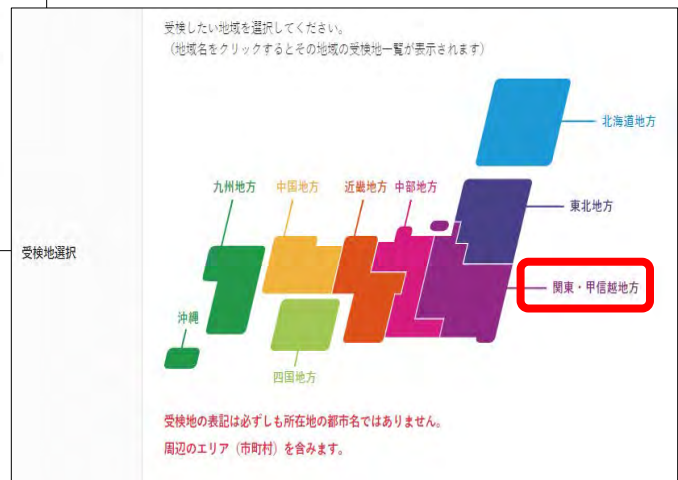 受検したい地域を選択してください。
（地域名をクリックするとその地域の受検地一覧が表示されます）
北海道地方
九州地方
中国地方
近畿地方
中部地方
東北地方
受検地選択
関東・甲信越地方
沖縄
四国地方
受検地の表記は必ずしも所在地の都市名ではありません。
周辺のエリア（市町村）を含みます。